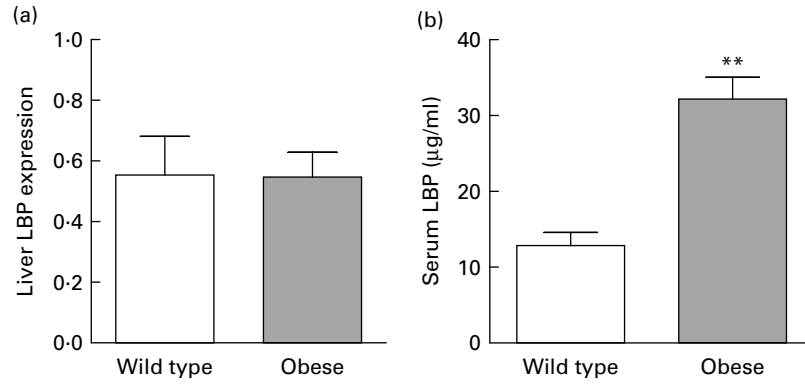 (a)
1·0
0·8
0·6
0·4
0·2
0·0
Liver LBP expression
Wild type Obese
(b)
40
30
20
10
0
Serum LBP (μg/ml)
**
Wild type Obese